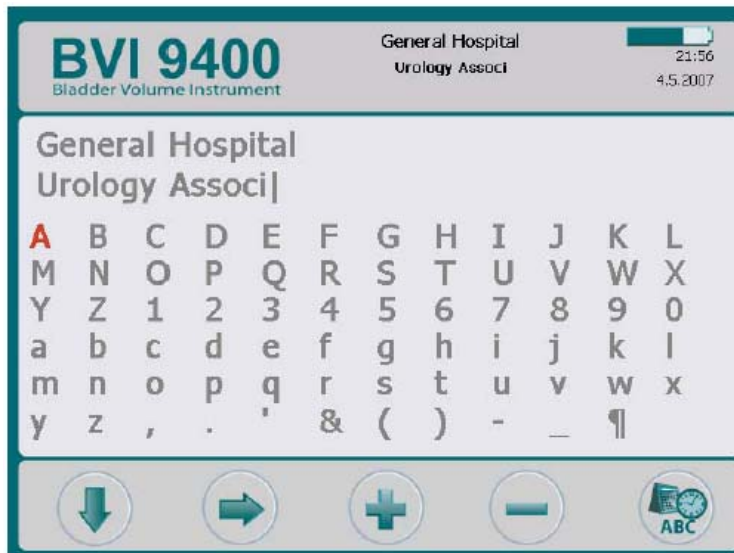 BVI 9400
Bladder Volume Instrument
General Hospital
Urology Associ
21:56
4.5.2007
General Hospital
Urology Associ|
A B C D E F G H I J K L
M N O P Q R S T U V W X
Y Z 1 2 3 4 5 6 7 8 9 0
a b c d e f g h i j k l
m n o p q r s t u v w x
y z , . ' & ( ) - _ ¶
ABC